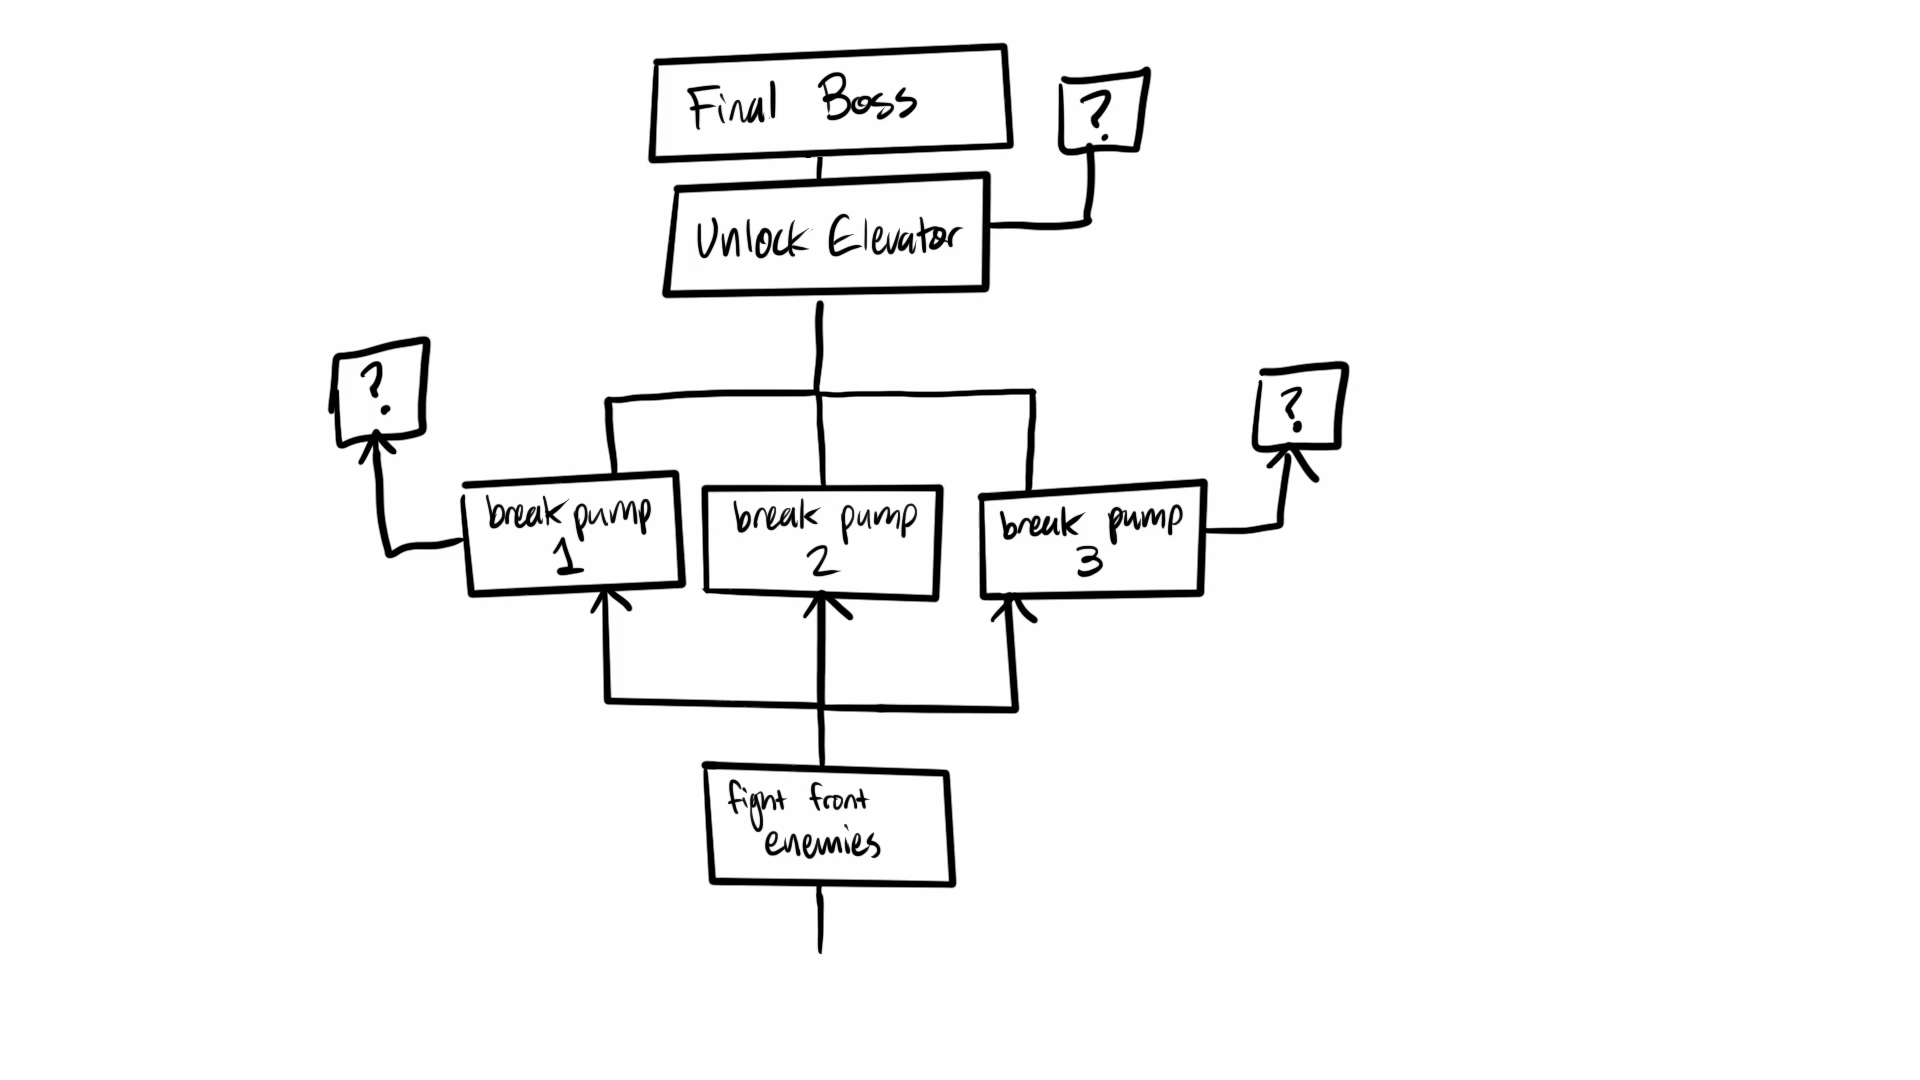 Final Boss
?
Unlock Elevator
?
?
break pump
1
break pump
2
break pump
3
fight front
enemies